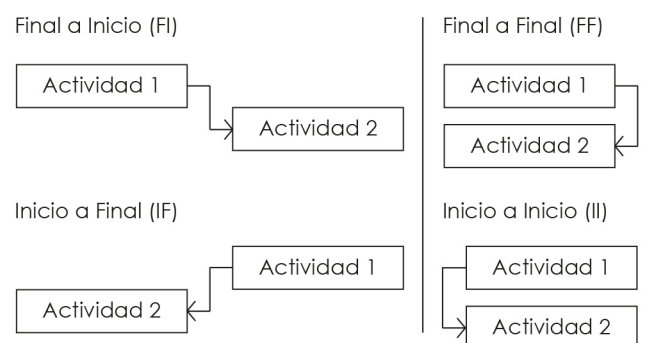 Final a Inicio (FI)
Actividad 1
Actividad 2
Final a Final (FF)
Actividad 1
Actividad 2
Inicio a Final (IF)
Actividad 1
Actividad 2
Inicio a Inicio (II)
Actividad 1
Actividad 2